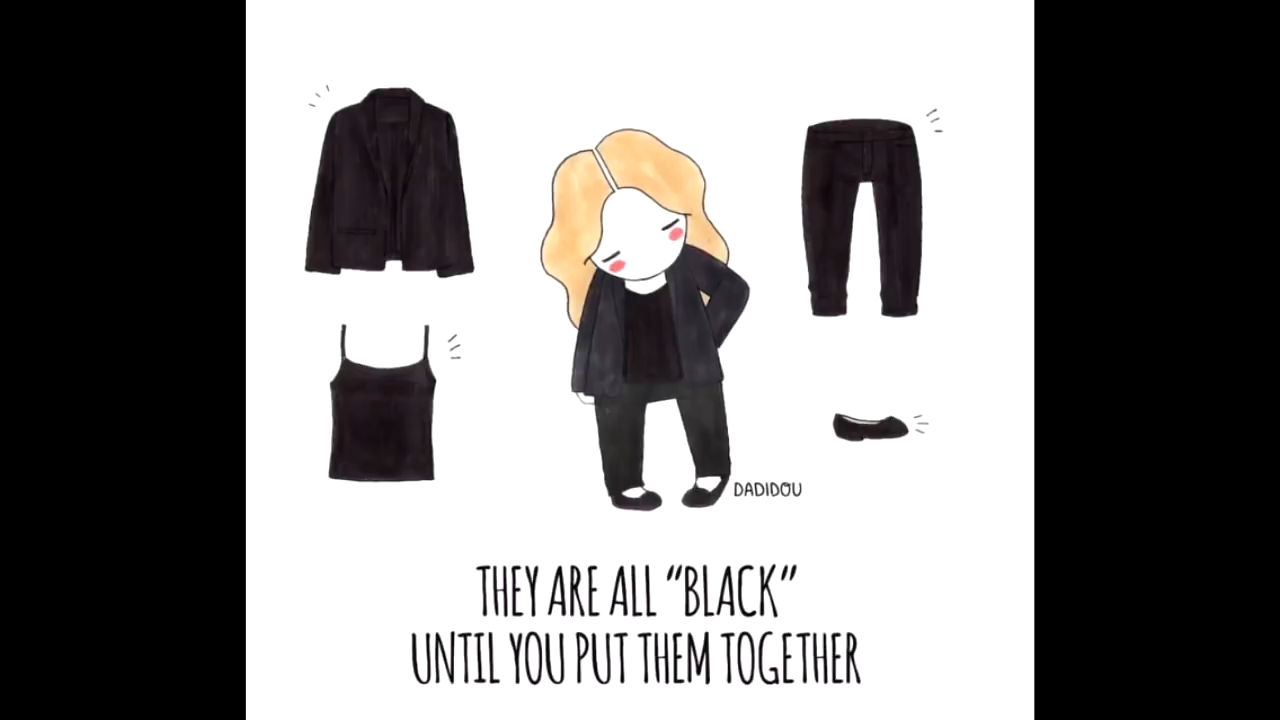 DADIDOU
THEY ARE ALL “BLACK”
UNTIL YOU PUT THEM TOGETHER